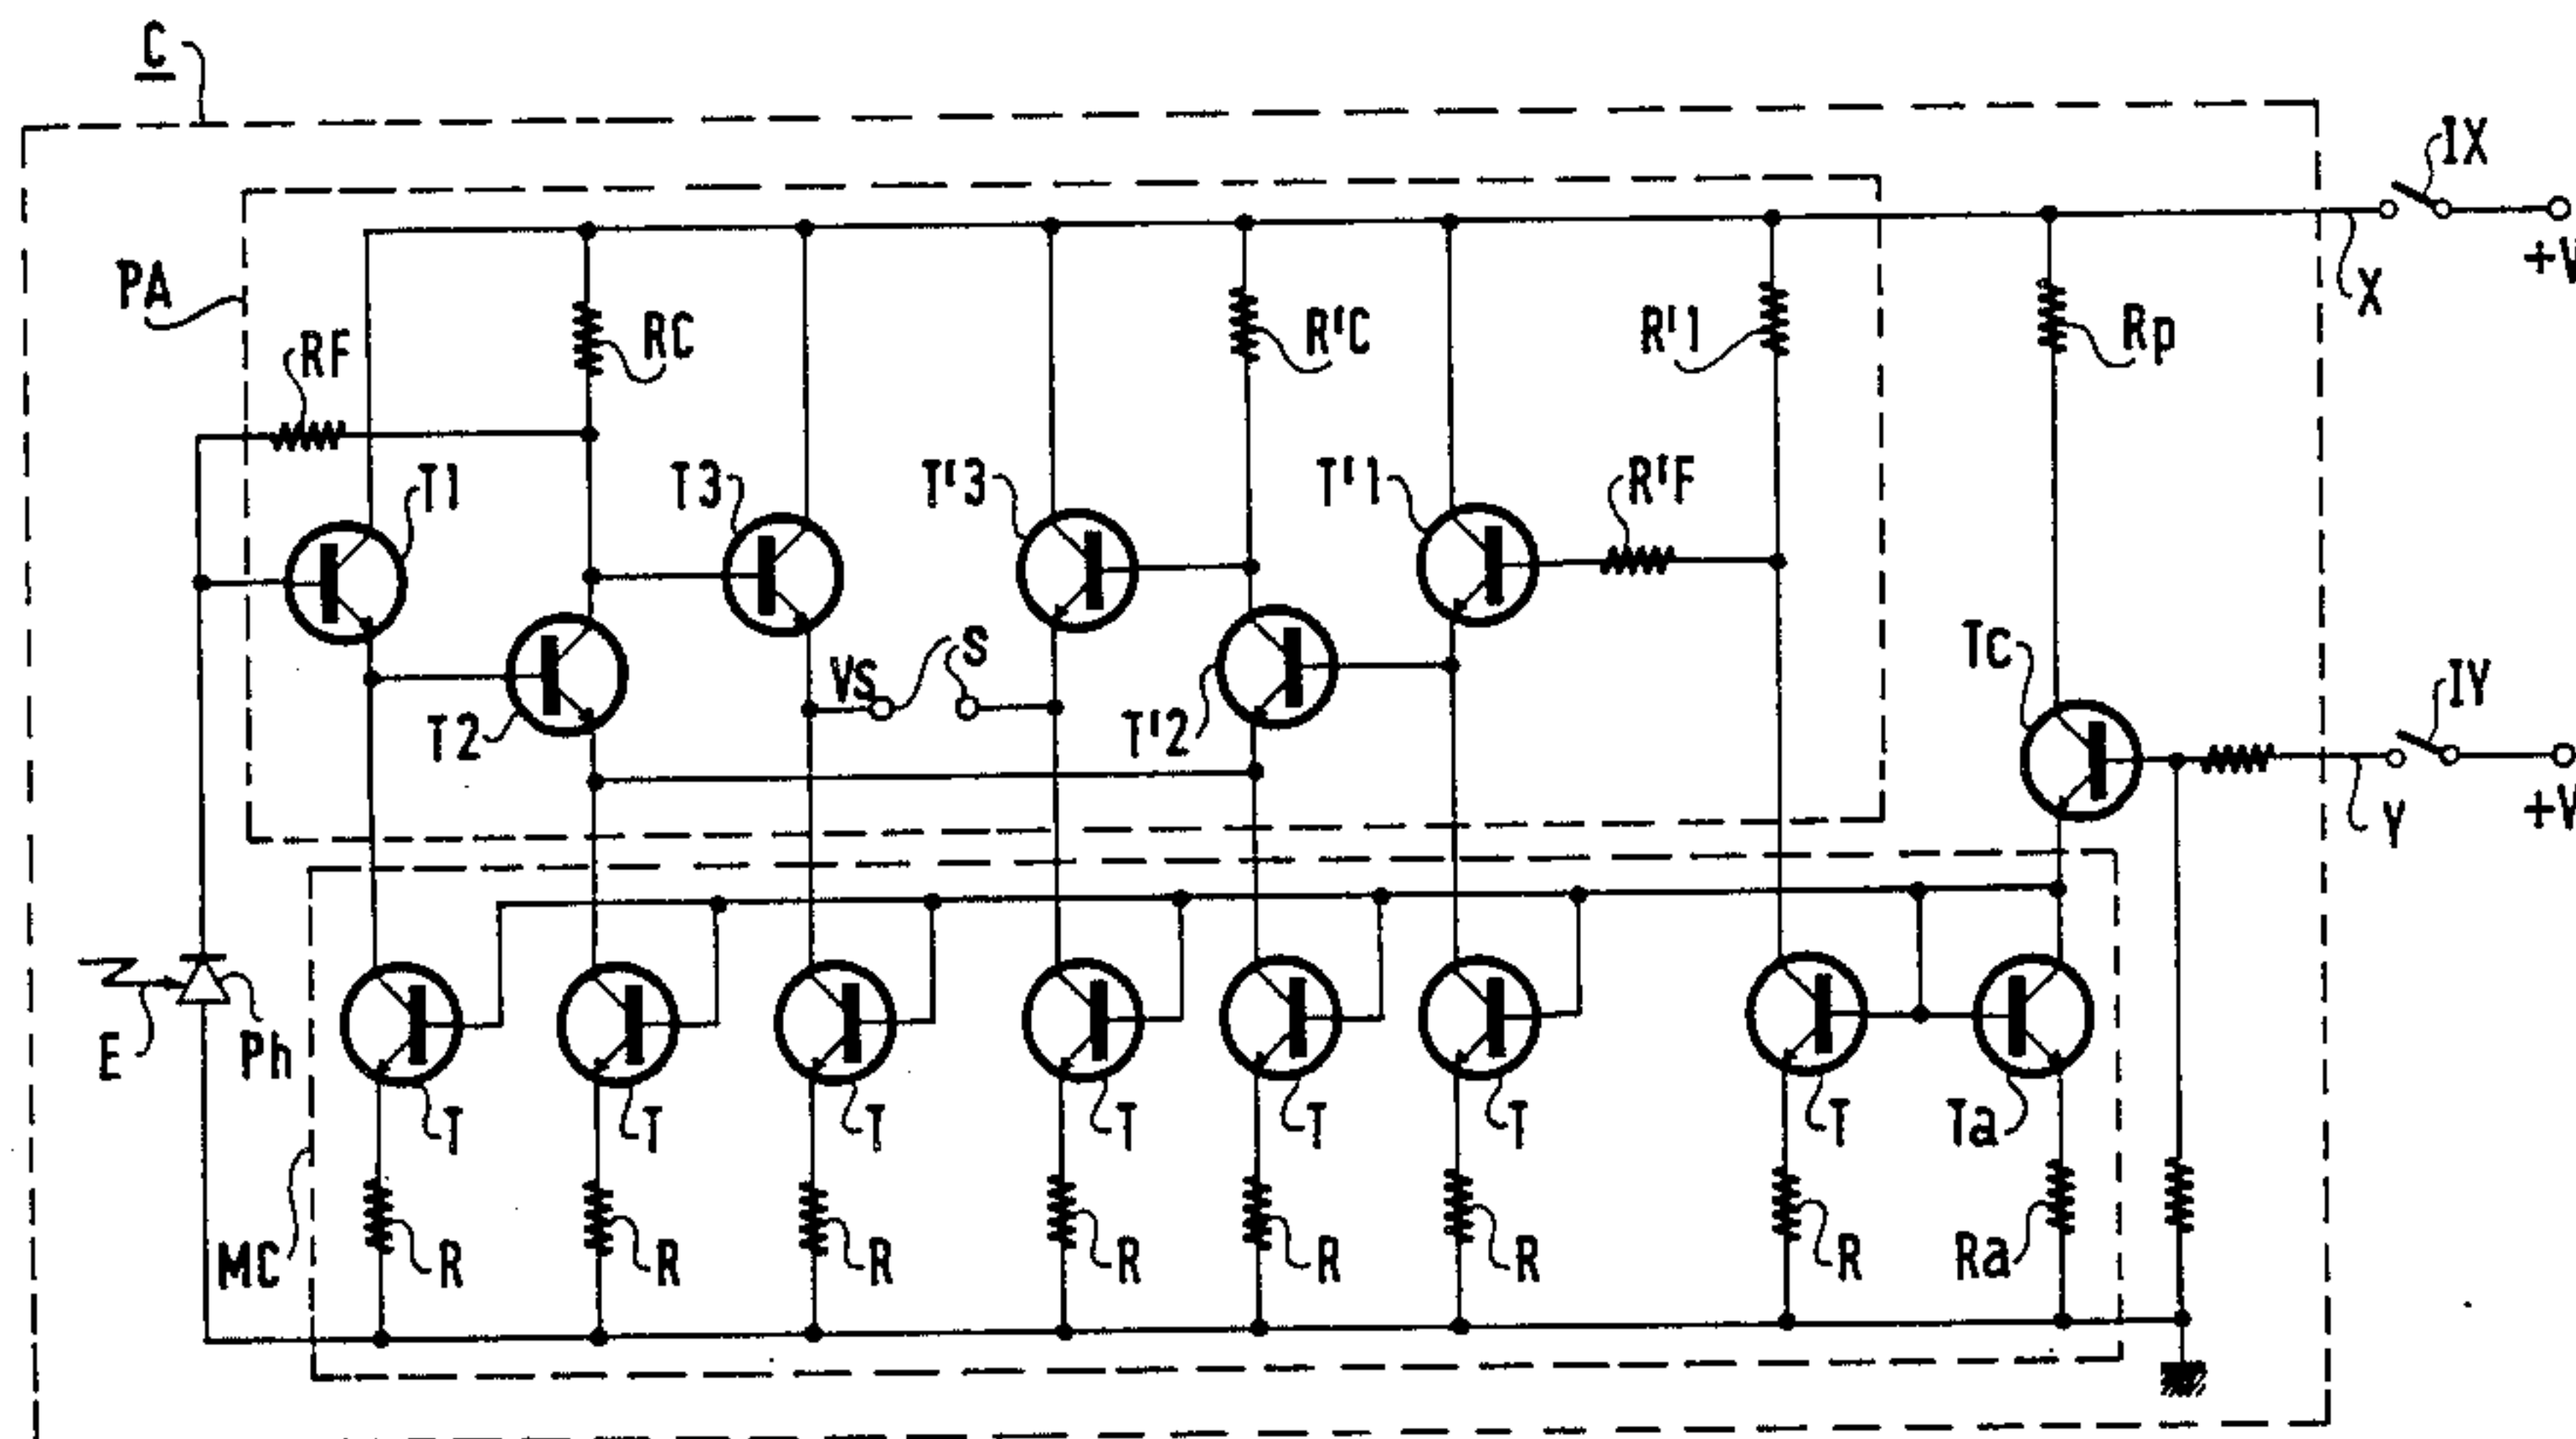 C
IX
+V
X
PA
RF
RC
R'C
R'1
Rp
T1
T3
T'3
T'1
R'F
Tc
IY
+V
Y
VS
S
T2
T'2
E
Ph
T
T
T
T
T
T
T
Ta
MC
R
R
R
R
R
R
R
Ra